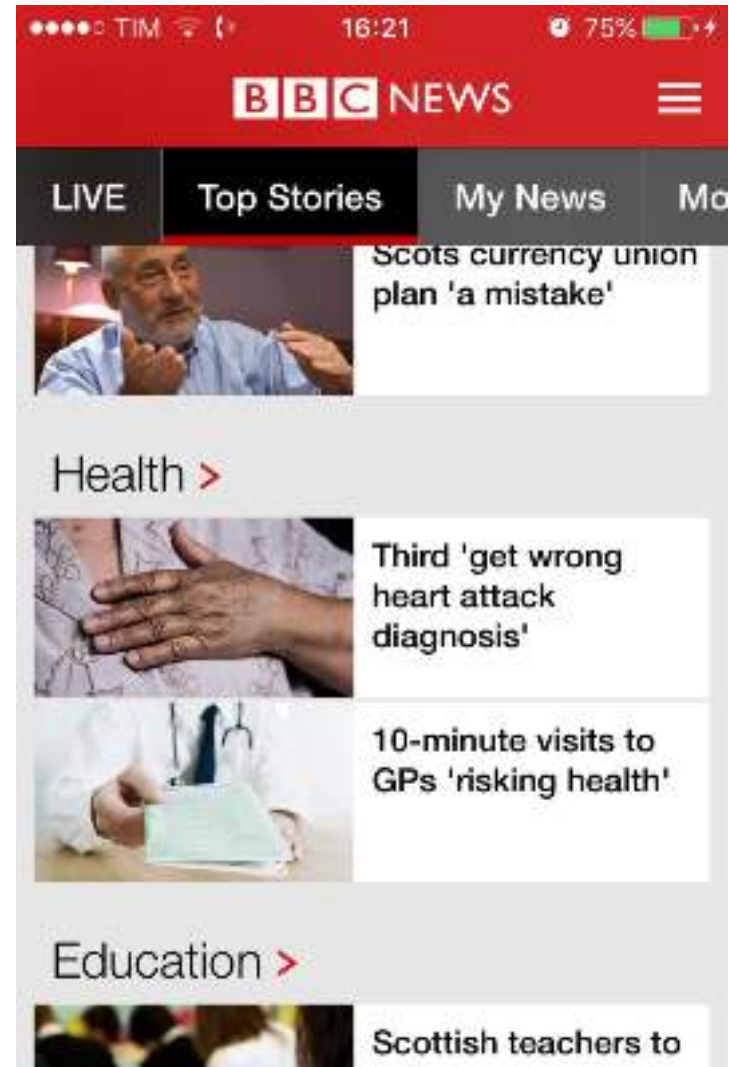 TIM 16:21 75%
BBC NEWS
LIVE Top Stories My News Mo
Scots currency union
plan 'a mistake'
Health >
Third 'get wrong
heart attack
diagnosis'
10-minute visits to
GPs 'risking health'
Education >
Scottish teachers to